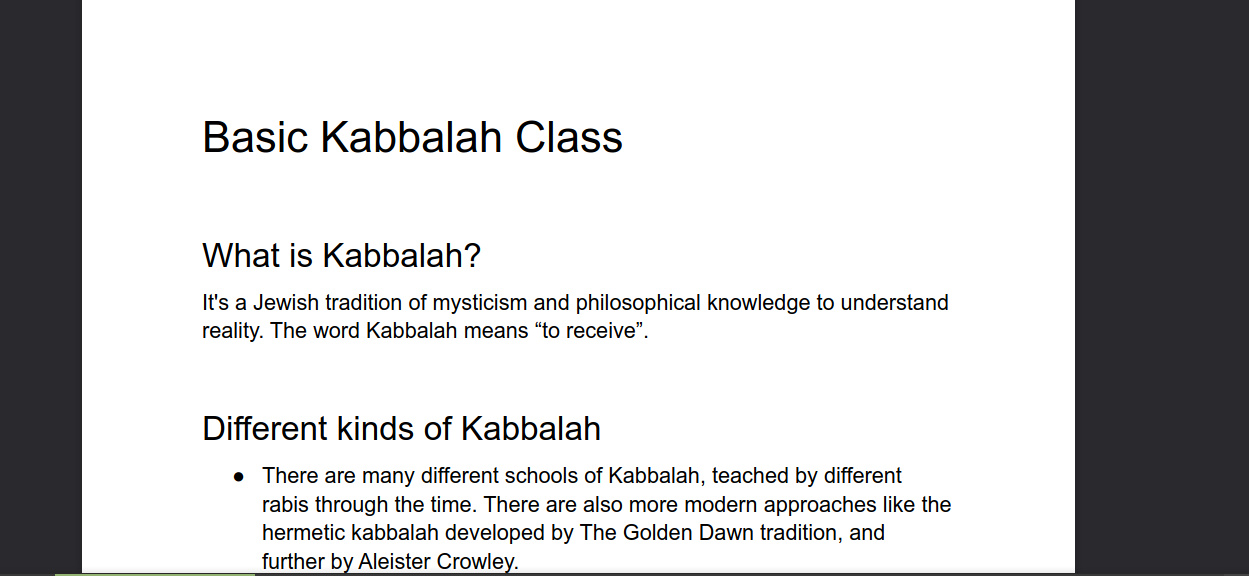 Basic Kabbalah Class
What is Kabbalah?
It's a Jewish tradition of mysticism and philosophical knowledge to understand
reality. The word Kabbalah means “to receive”.
Different kinds of Kabbalah
● There are many different schools of Kabbalah, teached by different
rabis through the time. There are also more modern approaches like the
hermetic kabbalah developed by The Golden Dawn tradition, and
further by Aleister Crowley.